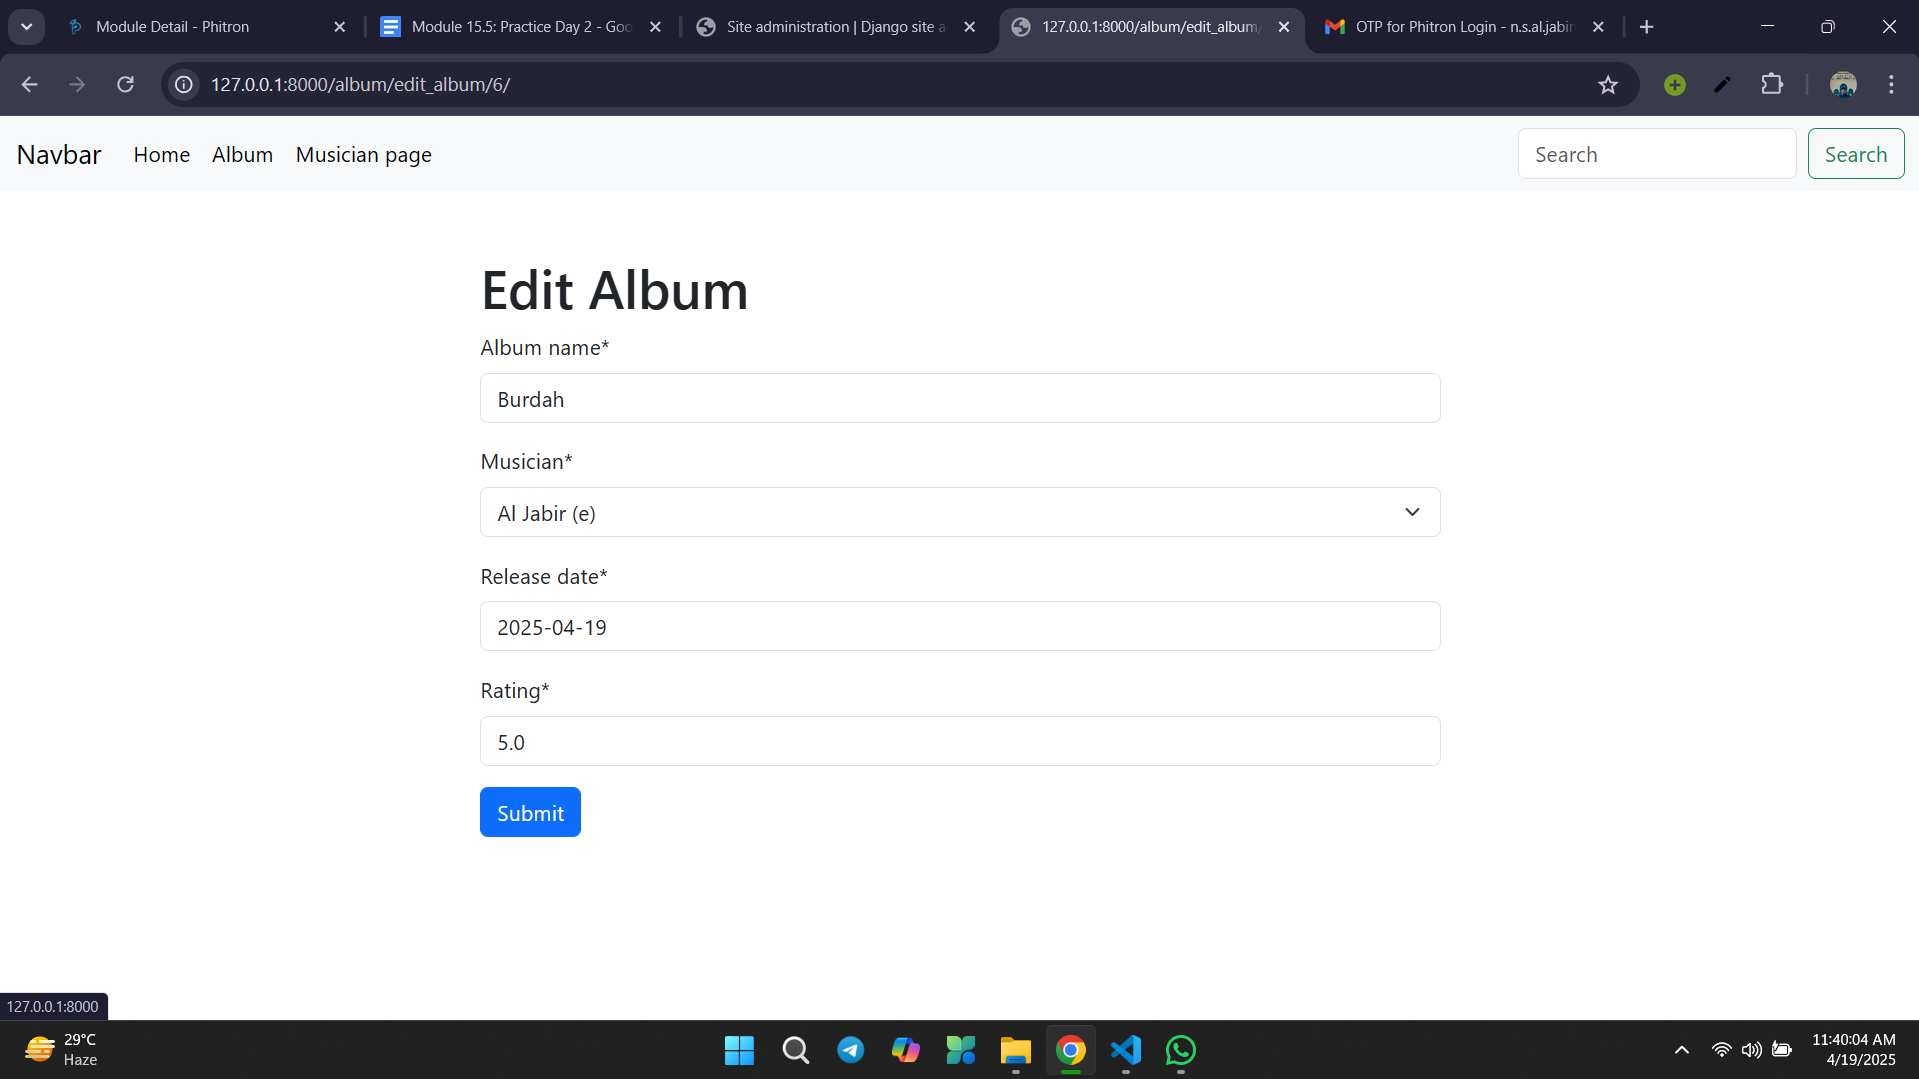 Module Detail - Phitron
Module 15.5: Practice Day 2 - Goo
Site administration | Django site a
127.0.0.1:8000/album/edit_album/
OTP for Phitron Login - n.s.al.jabir
127.0.0.1:8000/album/edit_album/6/
Navbar Home Album Musician page
Search
Search
Edit Album
Album name*
Burdah
Musician*
Al Jabir (e)
Release date*
2025-04-19
Rating*
5.0
Submit
127.0.0.1:8000
29°C
Haze
11:40:04 AM
4/19/2025